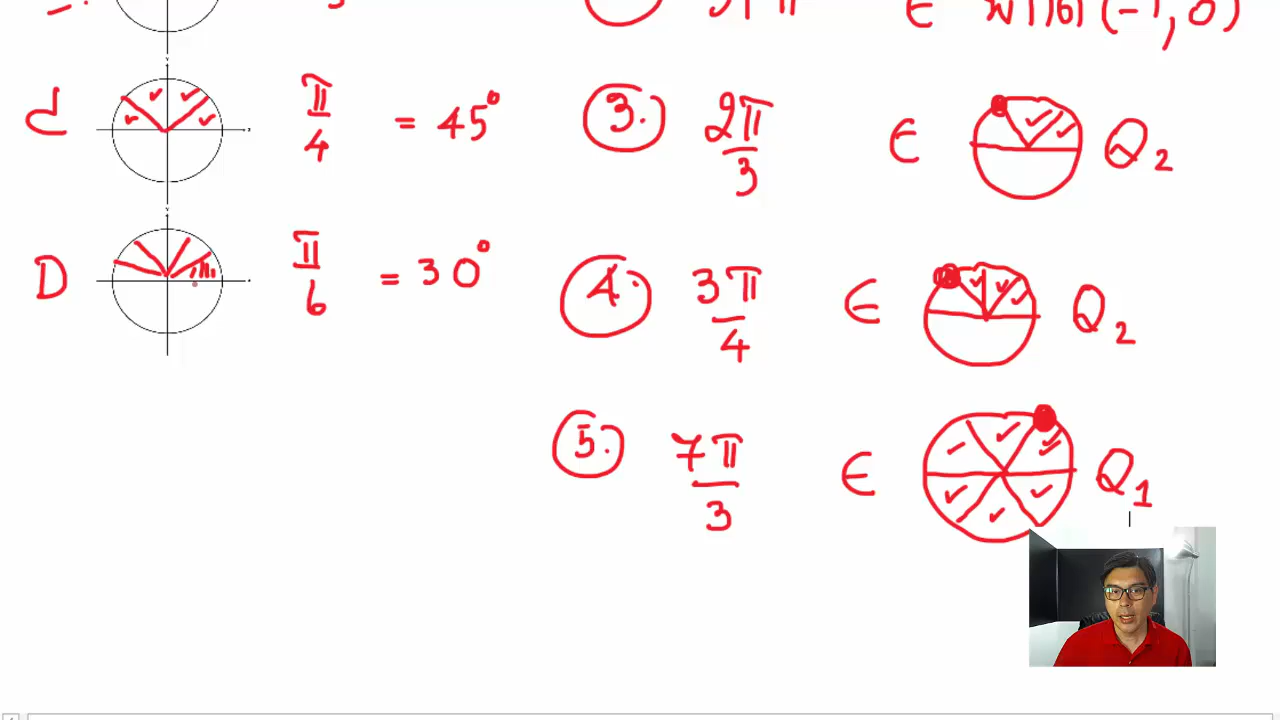 C π/4 = 45° 3. 2π/3 ∈ Q₂
D π/6 = 30° 4. 3π/4 ∈ Q₂
5. 7π/3 ∈ Q₁